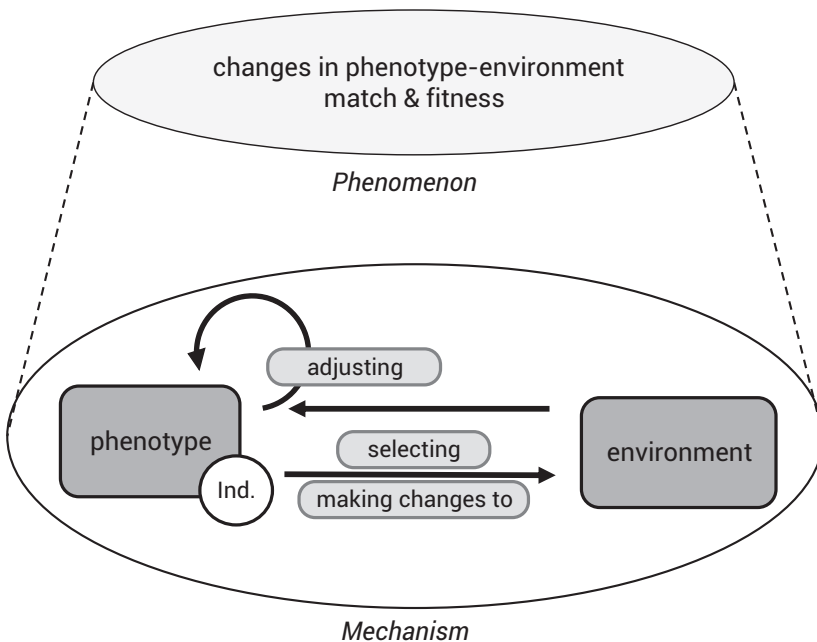 changes in phenotype-environment
match & fitness
Phenomenon
adjusting
phenotype
selecting
environment
Ind.
making changes to
Mechanism